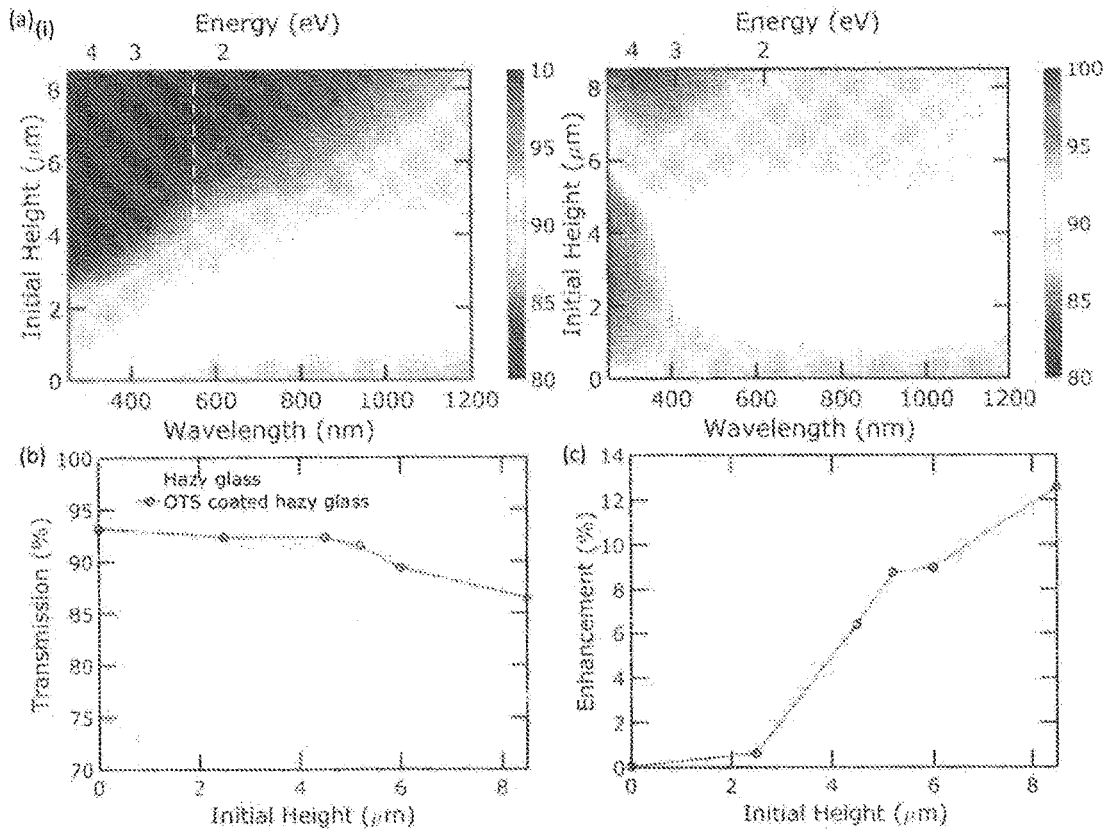 (a)(i)
Energy (eV)
4 3 2
Initial Height (μm)
8
6
4
2
0
400 600 800 1000 1200
Wavelength (nm)
10
95
90
85
80
Energy (eV)
4 3 2
Initial Height (μm)
8
6
4
2
0
400 600 800 1000 1200
Wavelength (nm)
100
95
90
85
80
(b)
Transmission (%)
100
95
90
85
80
75
70
Hazy glass
OTS coated hazy glass
0 2 4 6 8
Initial Height (μm)
(c)
Enhancement (%)
14
12
10
8
6
4
2
0
0 2 4 6 8
Initial Height (μm)